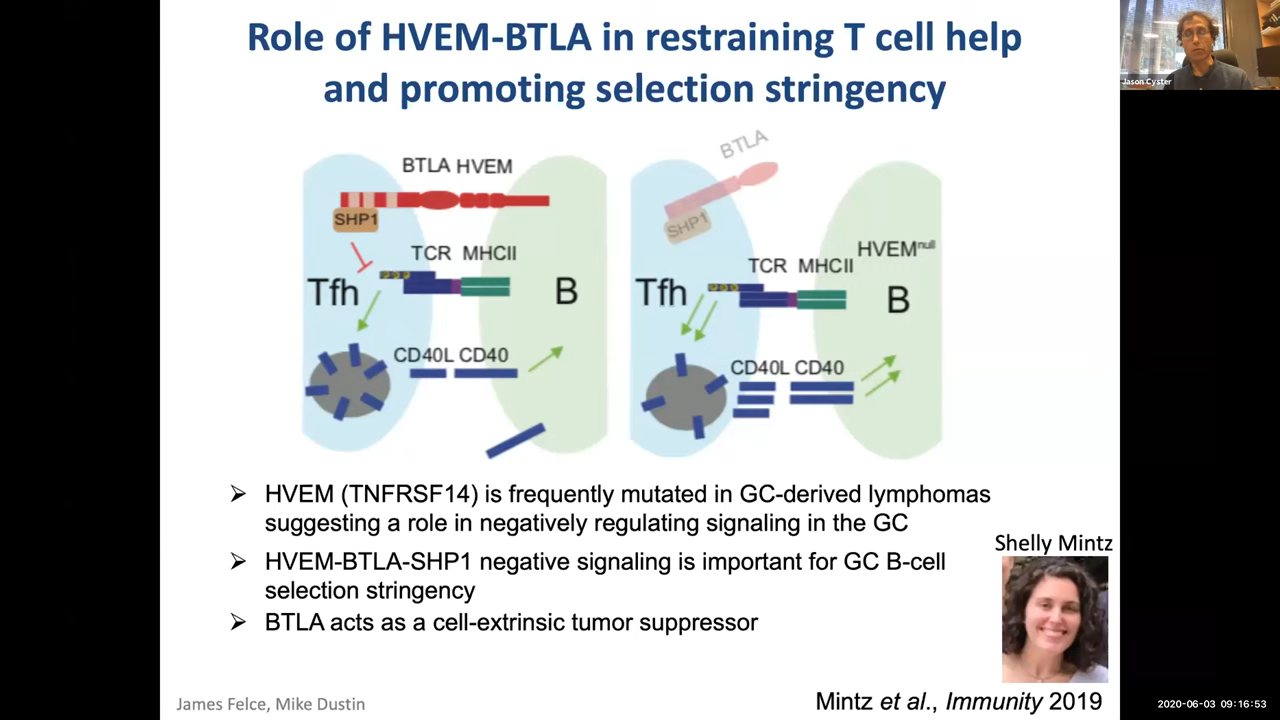 Role of HVEM-BTLA in restraining T cell help
and promoting selection stringency
Jason Cyster
BTLA HVEM
SHP1
TCR MHCII
Tfh
B
CD40L CD40
BTLA
SHP1
HVEMnull
TCR MHCII
Tfh
B
CD40L CD40
➢ HVEM (TNFRSF14) is frequently mutated in GC-derived lymphomas
suggesting a role in negatively regulating signaling in the GC
➢ HVEM-BTLA-SHP1 negative signaling is important for GC B-cell
selection stringency
➢ BTLA acts as a cell-extrinsic tumor suppressor
Shelly Mintz
James Felce, Mike Dustin
Mintz et al., Immunity 2019
2020-06-03 09:16:53